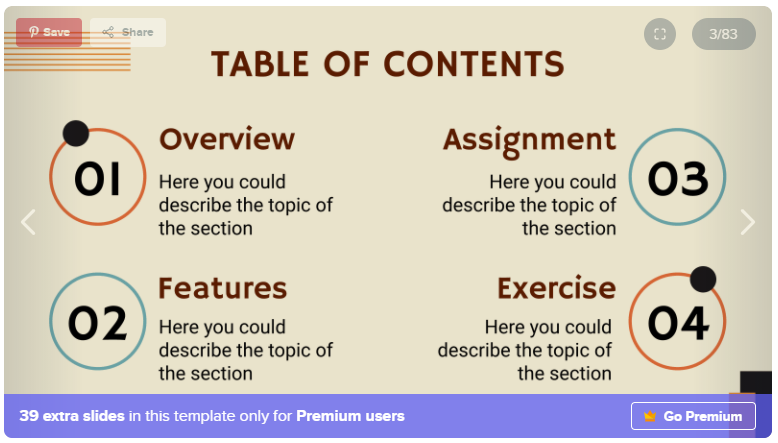 Save
Share
3/83
TABLE OF CONTENTS
01
Overview
Here you could
describe the topic of
the section
Assignment
Here you could
describe the topic of
the section
03
02
Features
Here you could
describe the topic of
the section
Exercise
Here you could
describe the topic of
the section
04
39 extra slides in this template only for Premium users
Go Premium